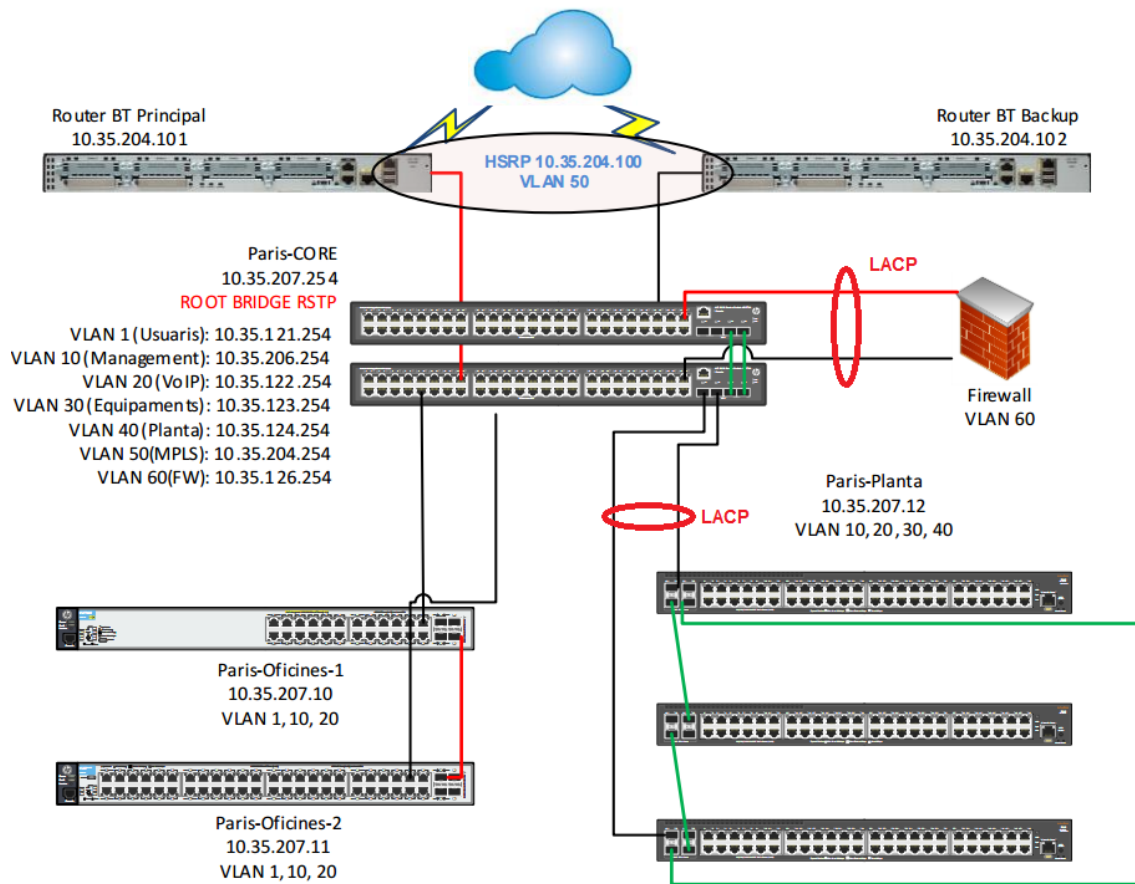 Router BT Principal
10.35.204.101
Router BT Backup
10.35.204.102
HSRP 10.35.204.100
VLAN 50
Paris-CORE
10.35.207.254
ROOT BRIDGE RSTP
VLAN 1 (Usuaris): 10.35.121.254
VLAN 10 (Management): 10.35.206.254
VLAN 20 (VoIP): 10.35.122.254
VLAN 30 (Equipaments): 10.35.123.254
VLAN 40 (Planta): 10.35.124.254
VLAN 50(MPLS): 10.35.204.254
VLAN 60(FW): 10.35.126.254
LACP
Firewall
VLAN 60
LACP
Paris-Planta
10.35.207.12
VLAN 10, 20, 30, 40
Paris-Oficines-1
10.35.207.10
VLAN 1, 10, 20
Paris-Oficines-2
10.35.207.11
VLAN 1, 10, 20